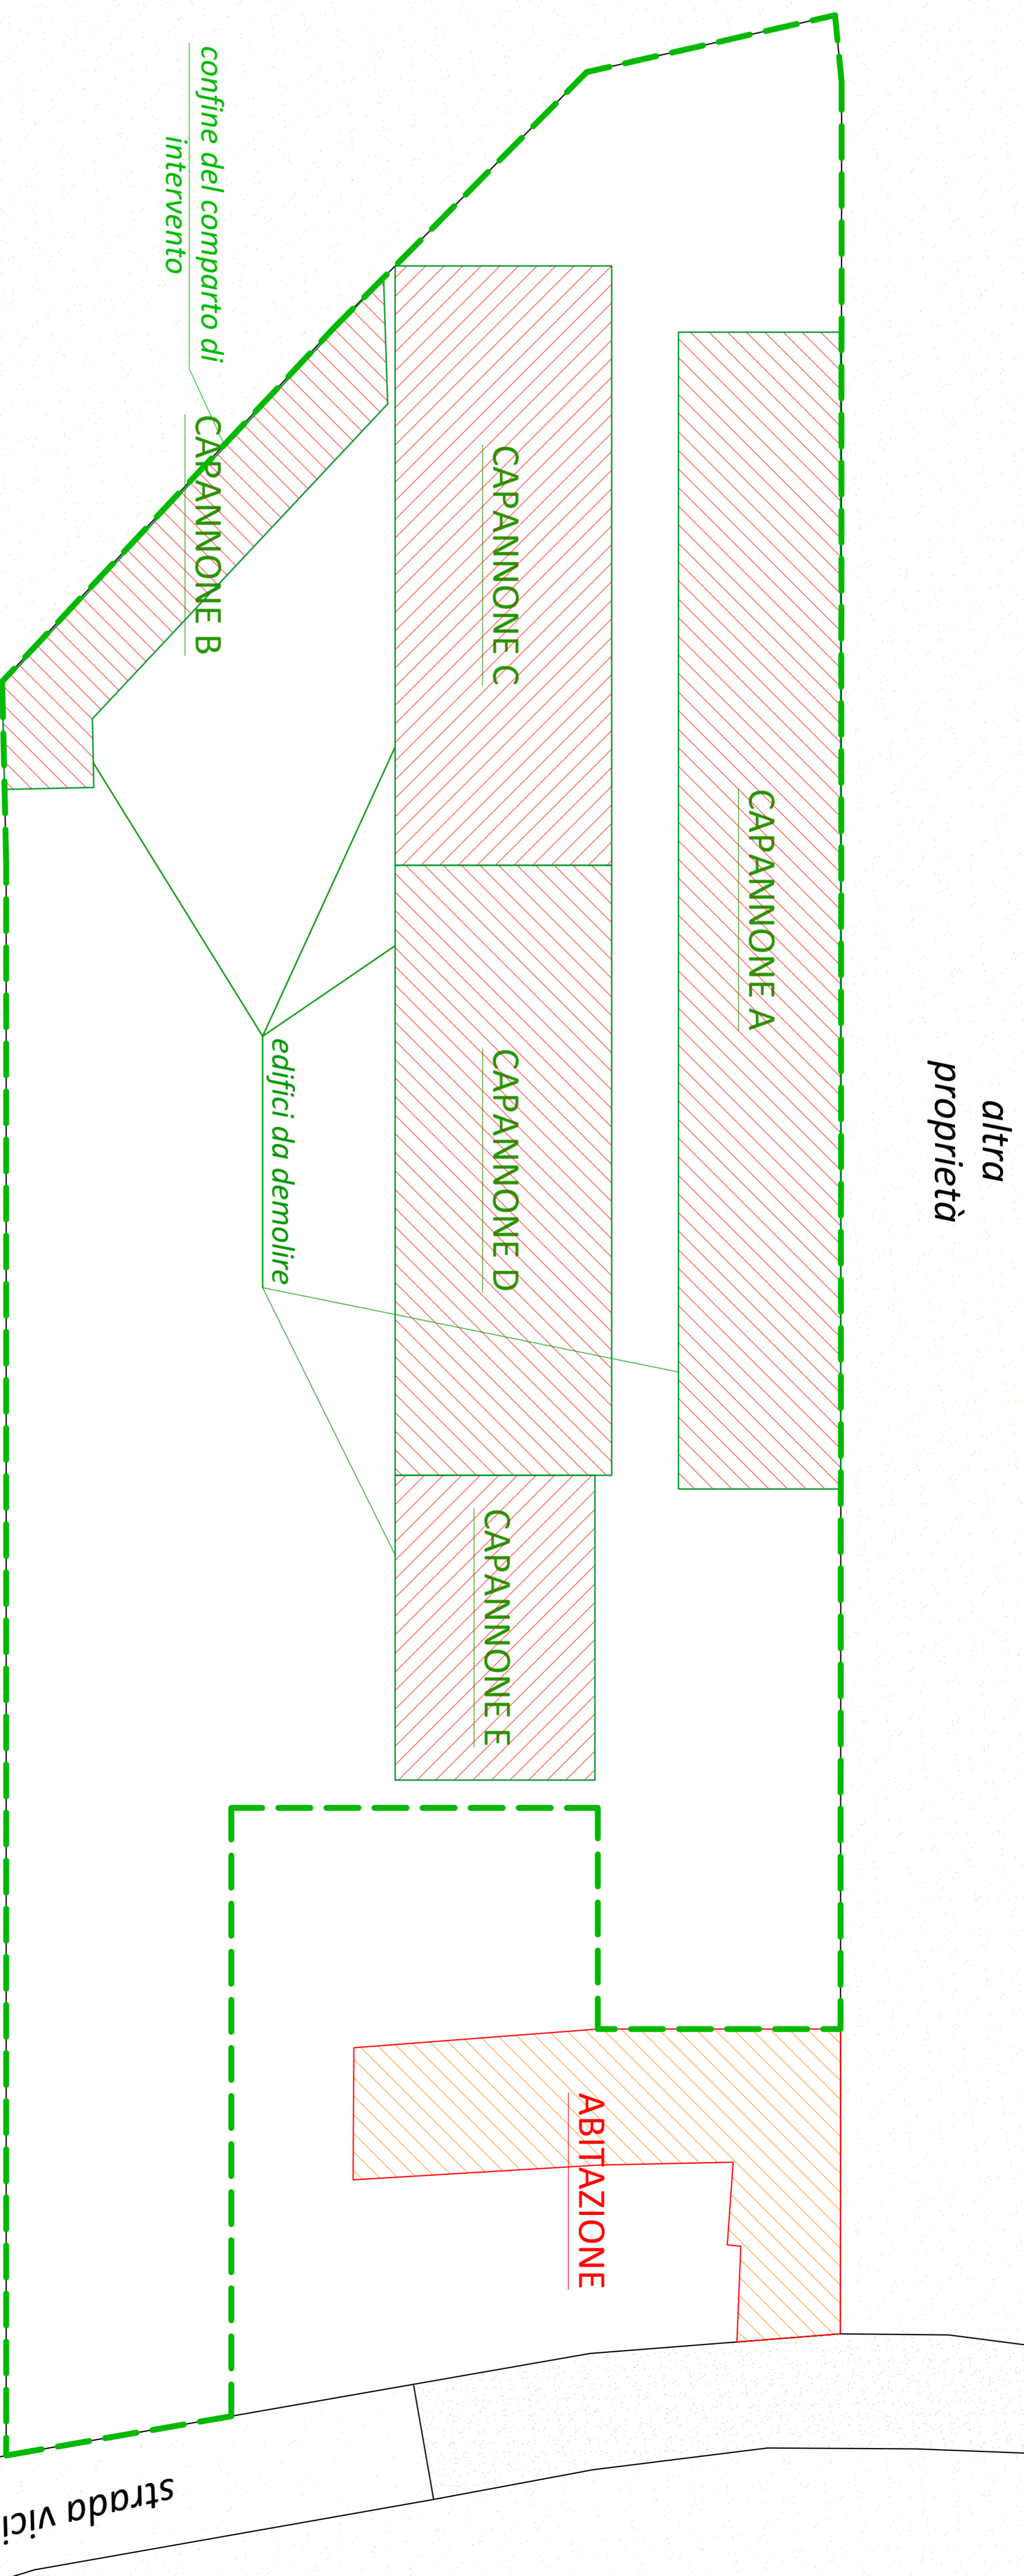 confine del comparto di
intervento
CAPANNONE B
CAPANNONE C
CAPANNONE A
altra
proprietà
edifici da demolire
CAPANNONE D
CAPANNONE E
ABITAZIONE
strada vici